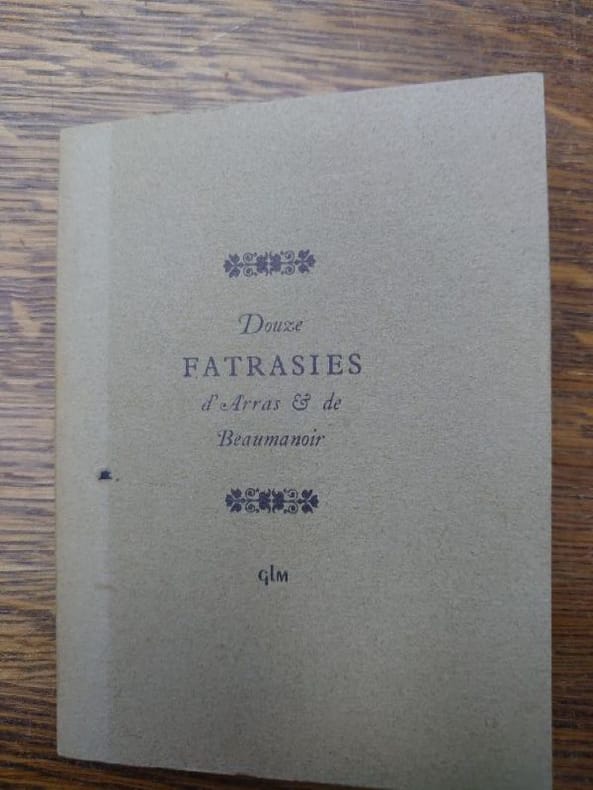 Douze
FATRASIES
d'Arras & de
Beaumanoir
glm